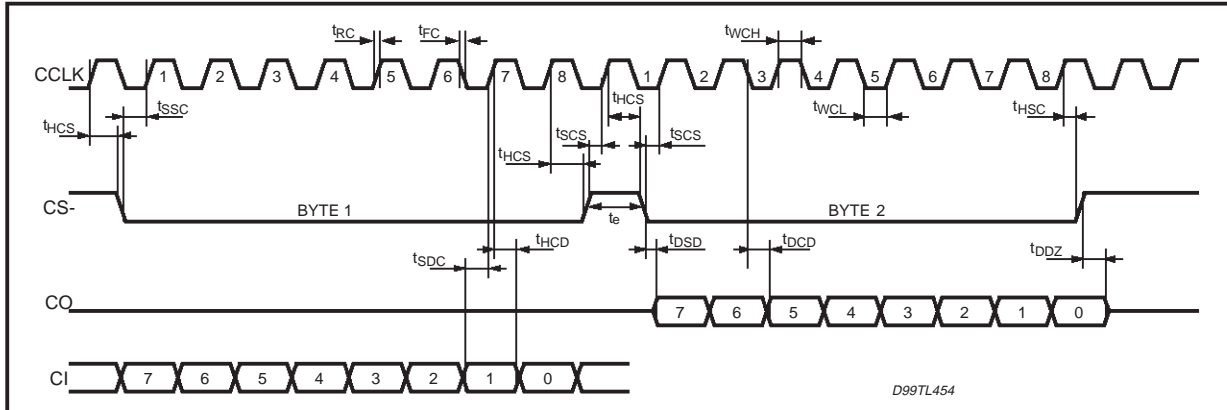 tRC tFC tWCH
CCLK 1 2 3 4 5 6 7 8 1 2 3 4 5 6 7 8
tHCS tSSC tHCS tWCL tHSC
tSCS tSCS
tHCS
CS- BYTE 1 te BYTE 2
tSDC tHCD tDSD tDCD tDDZ
CO 7 6 5 4 3 2 1 0
CI 7 6 5 4 3 2 1 0
D99TL454